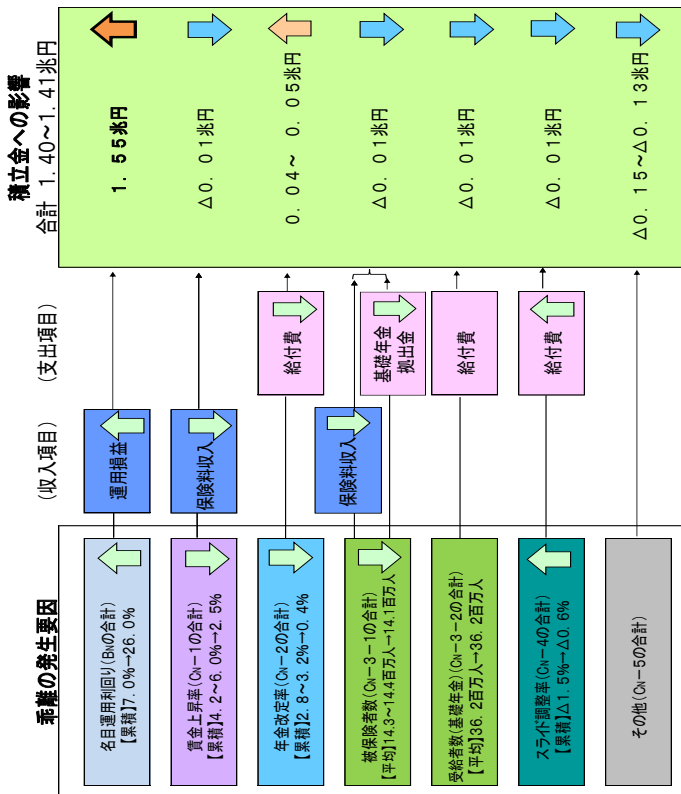 乖離の発生要因
(収入項目)
(支出項目)
積立金への影響
合計 1.40～1.41兆円
名目運用利回り(BNの合計)
【累積】7.0%→26.0%
運用損益
1.55兆円
賃金上昇率(CN－1の合計)
【累積】4.2～6.0%→2.5%
保険料収入
△0.01兆円
年金改定率(CN－2の合計)
【累積】2.8～3.2%→0.4%
給付費
0.04～ 0.05兆円
被保険者数(CN－3－1の合計)
【平均】14.3～14.4百万人→14.1百万人
保険料収入
基礎年金
拠出金
△0.01兆円
受給者数(基礎年金)(CN－3－2の合計)
【平均】36.2百万人→36.2百万人
給付費
△0.01兆円
スライド調整率(CN－4の合計)
【累積】△1.5%→△0.6%
給付費
△0.01兆円
その他(CN－5の合計)
△0.15～△0.13兆円